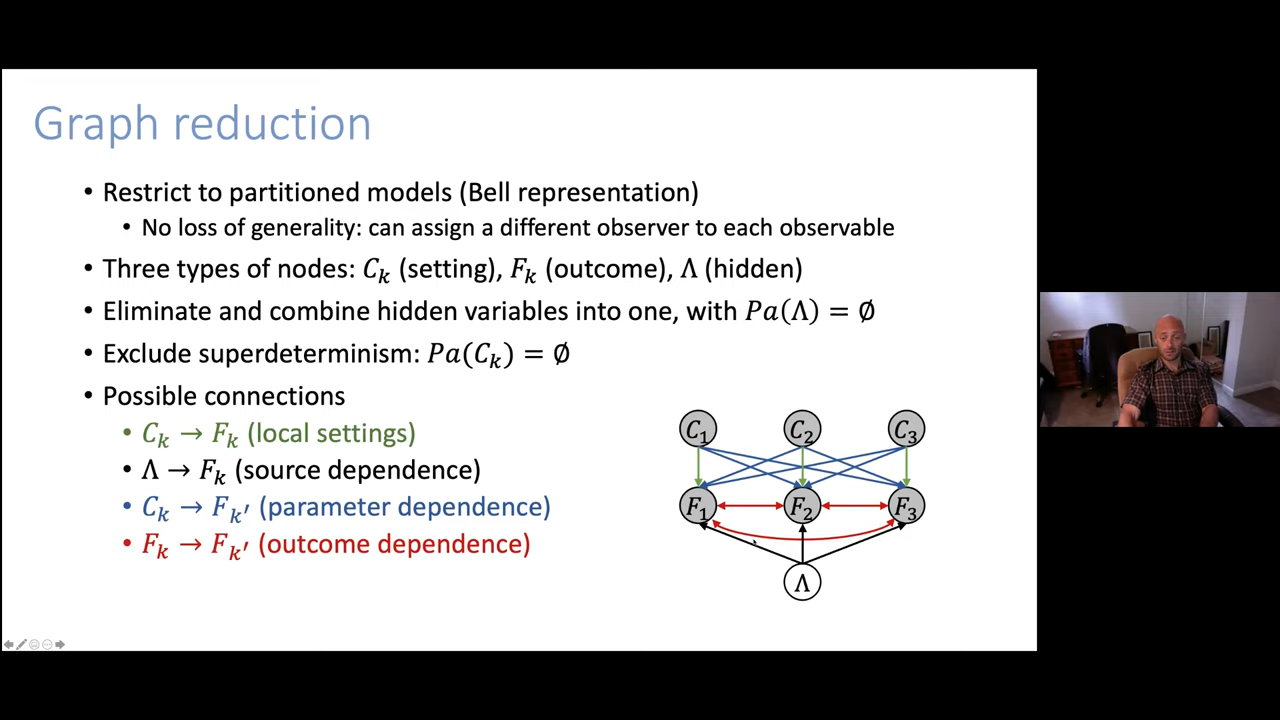 Graph reduction
• Restrict to partitioned models (Bell representation)
• No loss of generality: can assign a different observer to each observable
• Three types of nodes: Cₖ (setting), Fₖ (outcome), Λ (hidden)
• Eliminate and combine hidden variables into one, with Pa(Λ) = ∅
• Exclude superdeterminism: Pa(Cₖ) = ∅
• Possible connections
• Cₖ → Fₖ (local settings)
• Λ → Fₖ (source dependence)
• Cₖ → Fₖ′ (parameter dependence)
• Fₖ → Fₖ′ (outcome dependence)
C₁ C₂ C₃
F₁ F₂ F₃
Λ